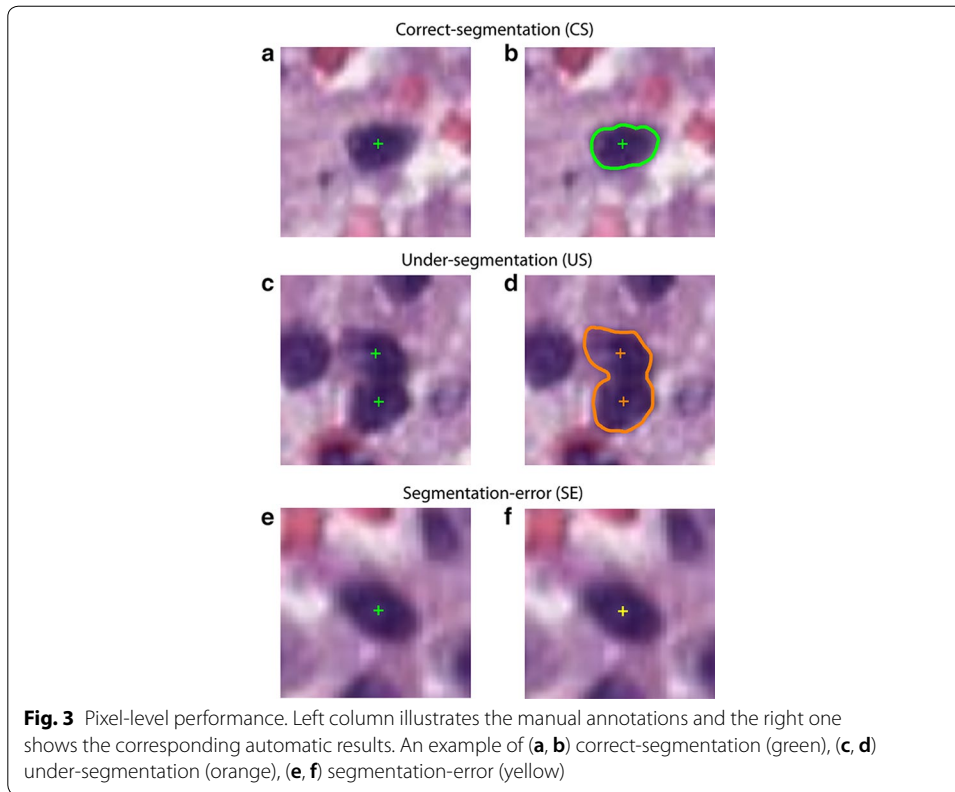 Correct-segmentation (CS)
a b
Under-segmentation (US)
c d
Segmentation-error (SE)
e f
Fig. 3 Pixel-level performance. Left column illustrates the manual annotations and the right one
shows the corresponding automatic results. An example of (a, b) correct-segmentation (green), (c, d)
under-segmentation (orange), (e, f) segmentation-error (yellow)